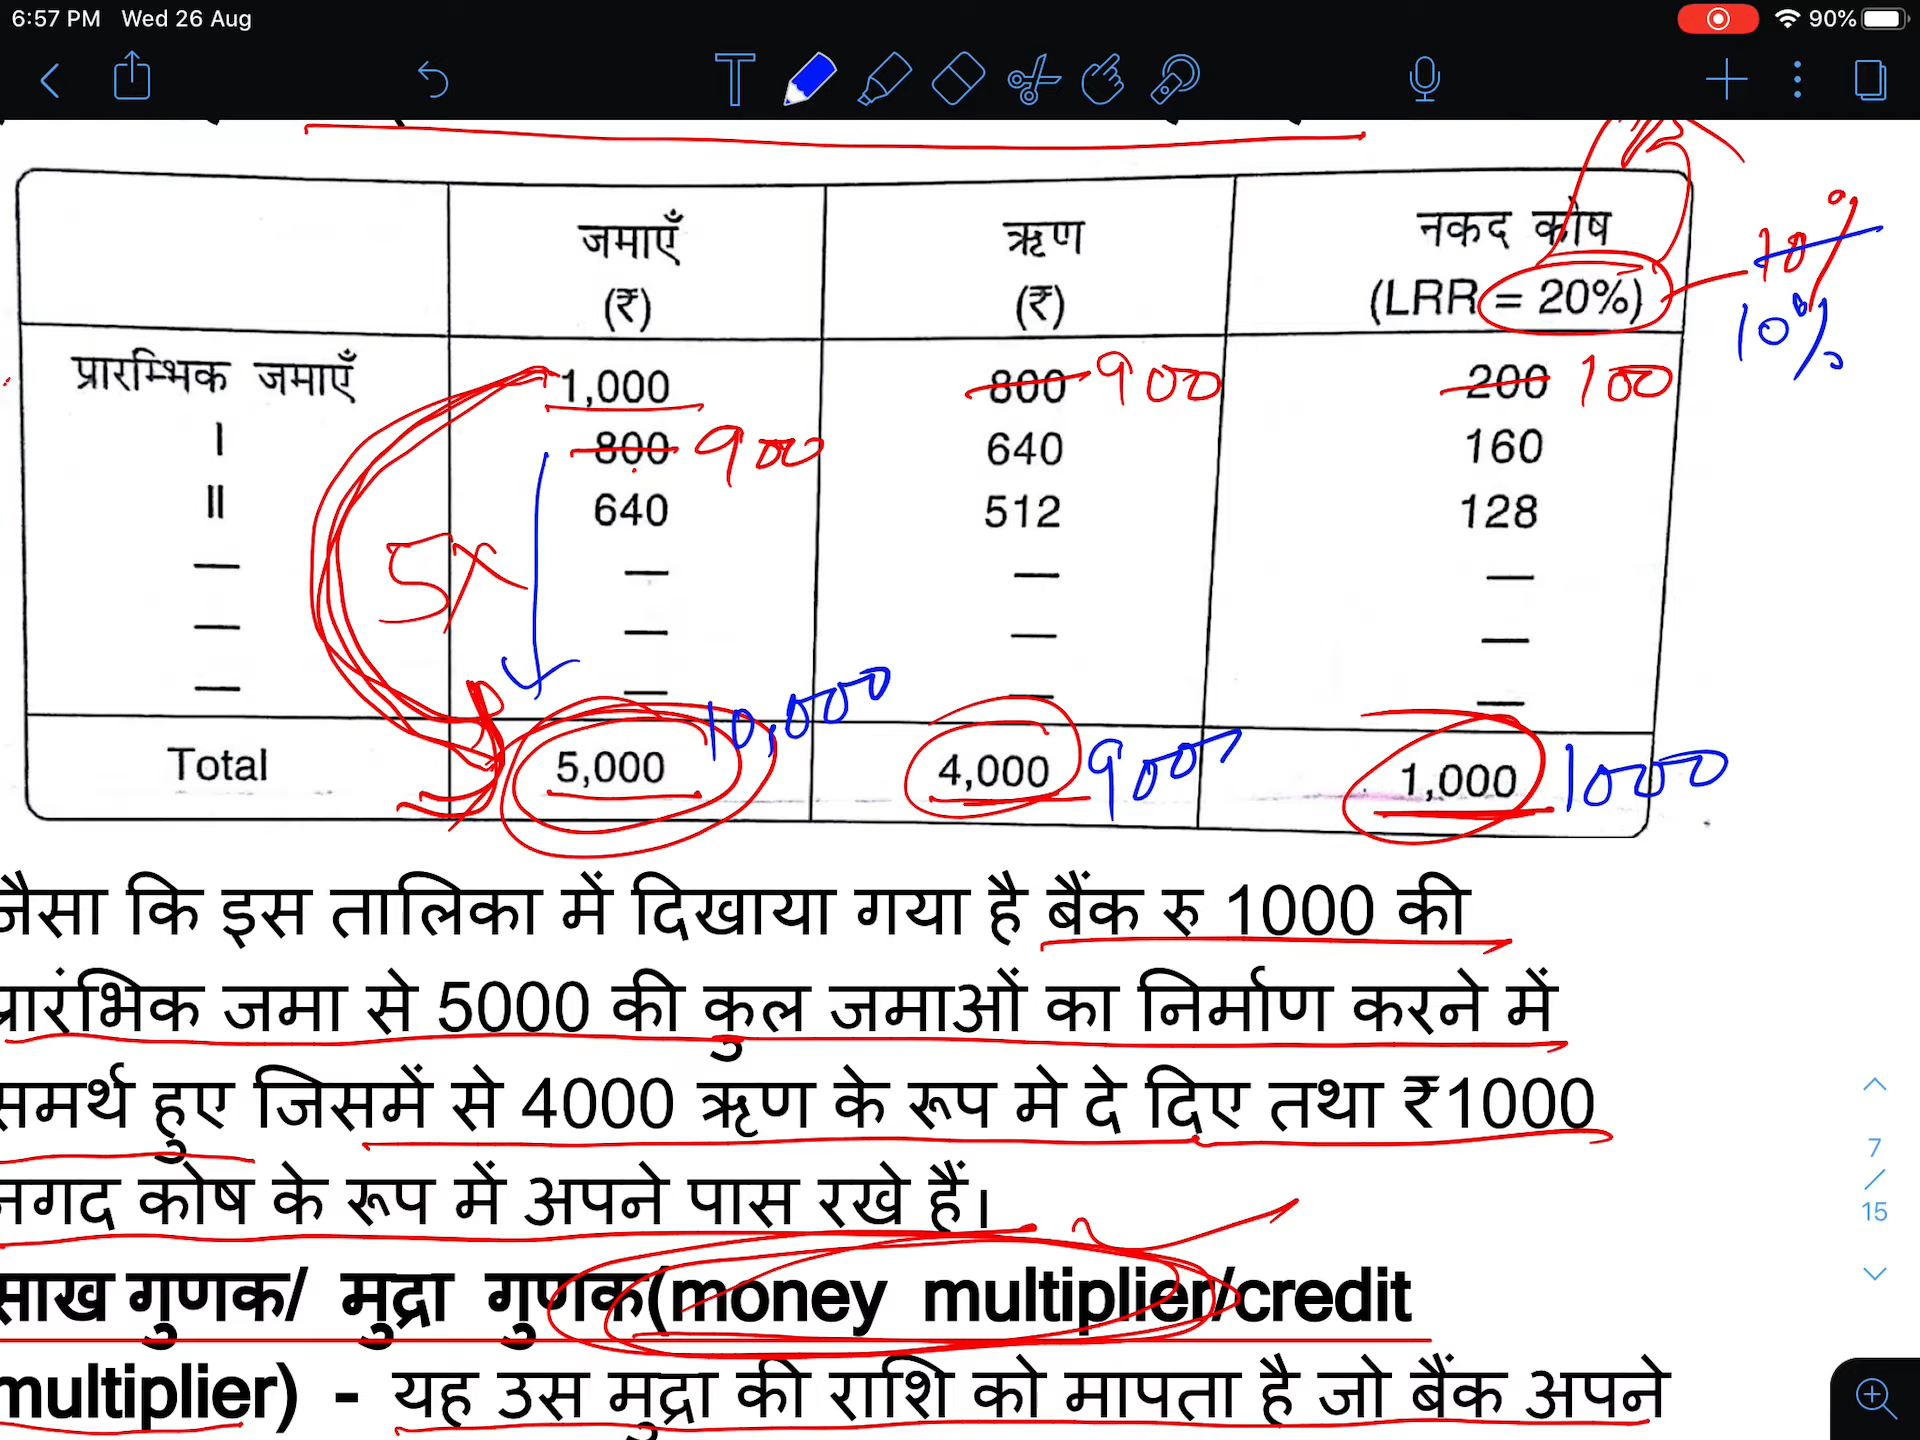 6:57 PM Wed 26 Aug 90%
जमाएँ ऋण नकद कोष 10%
(₹) (₹) (LRR = 20%) 10%
प्रारम्भिक जमाएँ 1,000 800 900 200 100
I 800 900 640 160
II 640 512 128
— — — —
— — — —
— — — —
5x
10,000
Total 5,000 4,000 9000 1,000 1000
जैसा कि इस तालिका में दिखाया गया है बैंक रु 1000 की
प्रारंभिक जमा से 5000 की कुल जमाओं का निर्माण करने में
समर्थ हुए जिसमें से 4000 ऋण के रूप मे दे दिए तथा ₹1000
नगद कोष के रूप में अपने पास रखे हैं।
साख गुणक/ मुद्रा गुणक(money multiplier/credit
multiplier) - यह उस मुद्रा की राशि को मापता है जो बैंक अपने
7
/
15